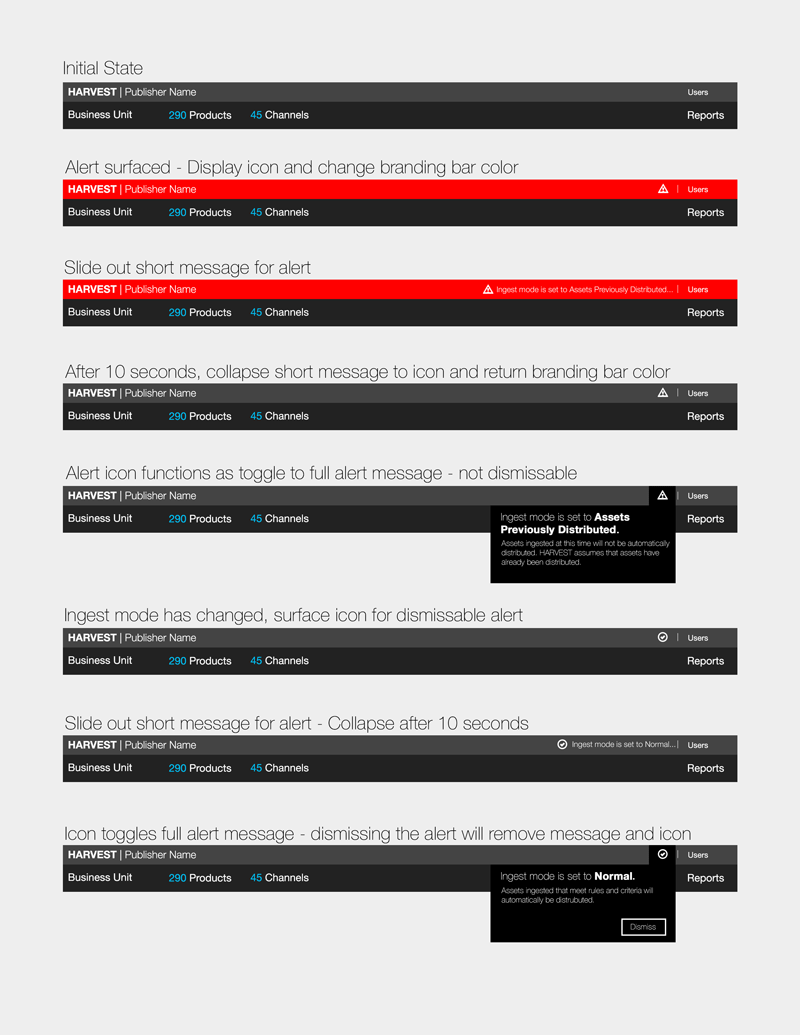 Initial State
HARVEST | Publisher Name Users
Business Unit 290 Products 45 Channels Reports
Alert surfaced - Display icon and change branding bar color
HARVEST | Publisher Name | Users
Business Unit 290 Products 45 Channels Reports
Slide out short message for alert
HARVEST | Publisher Name Ingest mode is set to Assets Previously Distributed... | Users
Business Unit 290 Products 45 Channels Reports
After 10 seconds, collapse short message to icon and return branding bar color
HARVEST | Publisher Name | Users
Business Unit 290 Products 45 Channels Reports
Alert icon functions as toggle to full alert message - not dismissable
HARVEST | Publisher Name | Users
Business Unit 290 Products 45 Channels Reports
Ingest mode is set to Assets
Previously Distributed.
Assets ingested at this time will not be automatically
distributed. HARVEST assumes that assets have
already been distributed.
Ingest mode has changed, surface icon for dismissable alert
HARVEST | Publisher Name | Users
Business Unit 290 Products 45 Channels Reports
Slide out short message for alert - Collapse after 10 seconds
HARVEST | Publisher Name Ingest mode is set to Normal... | Users
Business Unit 290 Products 45 Channels Reports
Icon toggles full alert message - dismissing the alert will remove message and icon
HARVEST | Publisher Name | Users
Business Unit 290 Products 45 Channels Reports
Ingest mode is set to Normal.
Assets ingested that meet rules and criteria will
automatically be distrubuted.
Dismiss